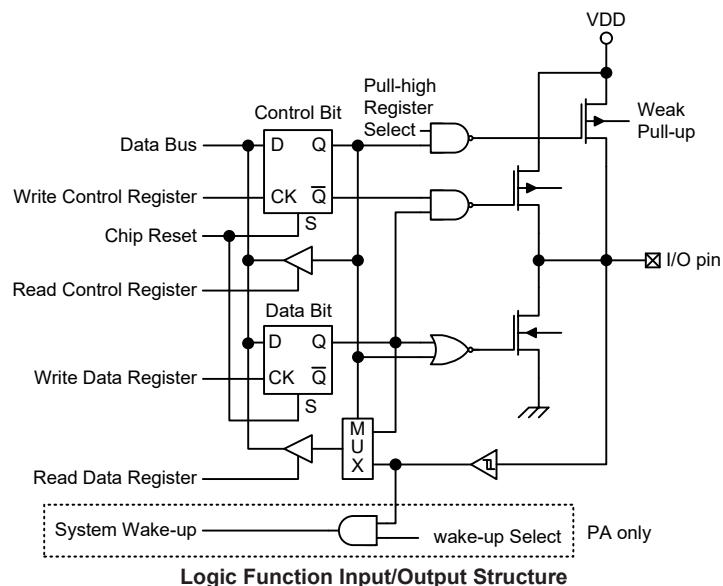 VDD
Pull-high
Register
Select
Weak
Pull-up
Control Bit
Data Bus
D
Q
Write Control Register
CK
Q
S
Chip Reset
I/O pin
Read Control Register
Data Bit
D
Q
Write Data Register
CK
Q
S
M
U
X
Read Data Register
System Wake-up
wake-up Select
PA only
Logic Function Input/Output Structure